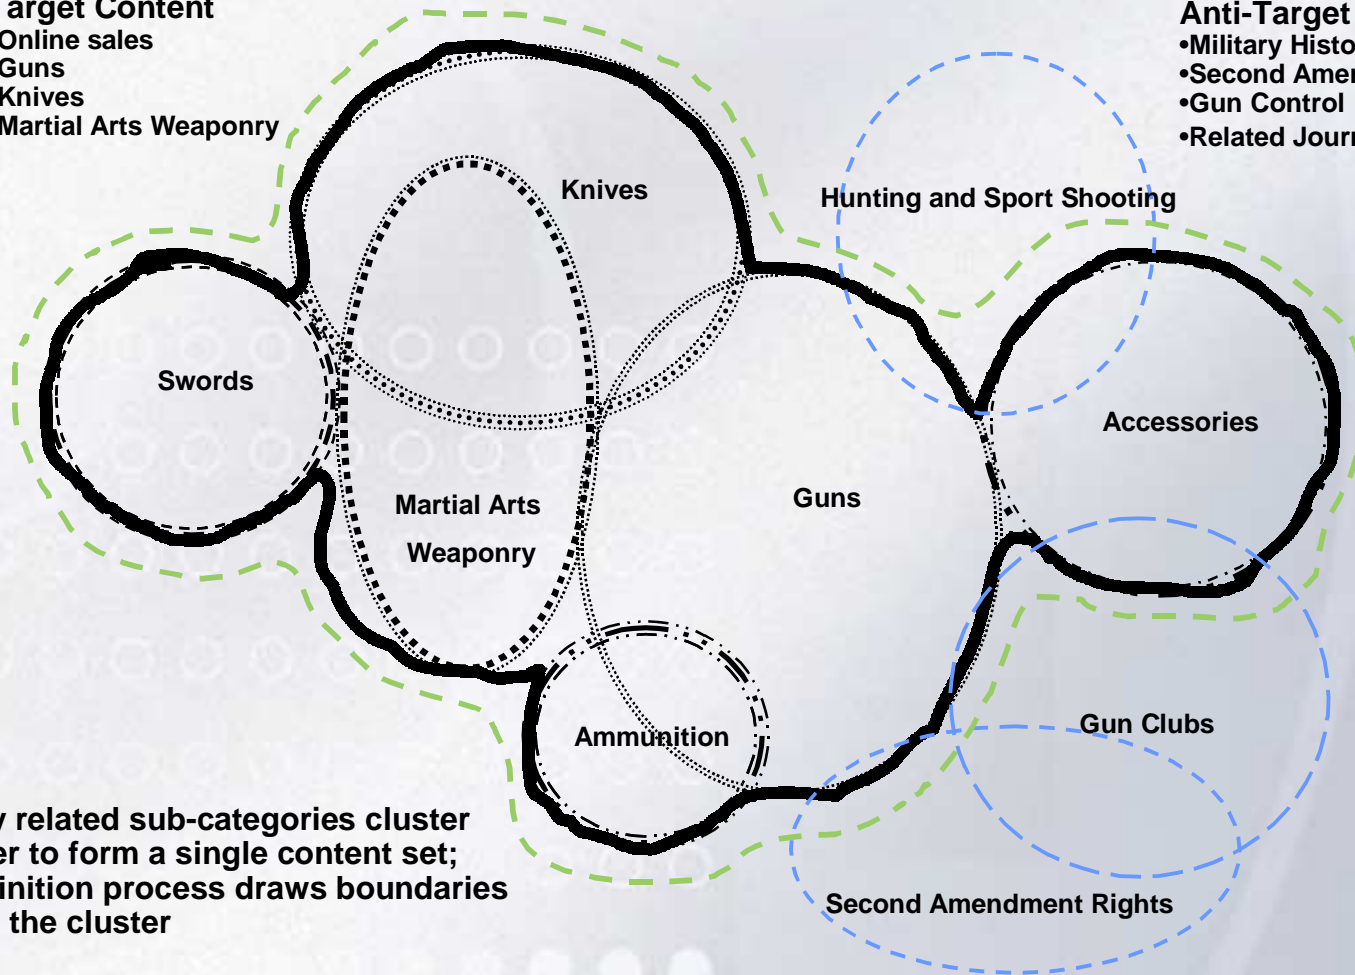 arget Content
Online sales
Guns
Knives
Martial Arts Weaponry
Anti-Target
•Military Histo
•Second Amen
•Gun Control
•Related Journ
Knives
Hunting and Sport Shooting
Swords
Accessories
Martial Arts
Weaponry
Guns
Ammunition
Gun Clubs
Second Amendment Rights
y related sub-categories cluster
er to form a single content set;
inition process draws boundaries
the cluster